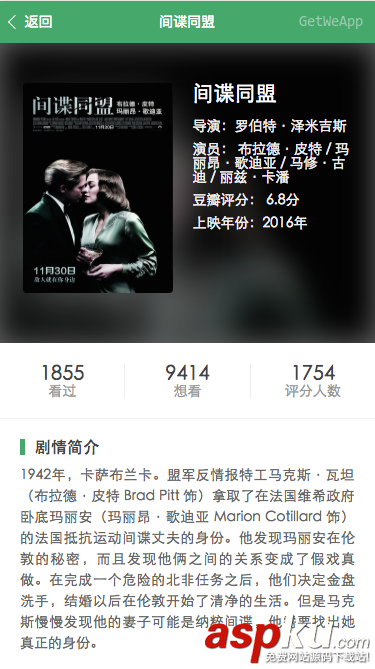 返回
间谍同盟
GetWeApp
间谍同盟
布拉德·皮特
玛丽昂·歌迪亚
11月30日
敌人就在你身边
间谍同盟
导演：罗伯特·泽米吉斯
演员： 布拉德·皮特 / 玛
丽昂·歌迪亚 / 马修·古
迪 / 丽兹·卡潘
豆瓣评分： 6.8分
上映年份：2016年
1855
看过
9414
想看
1754
评分人数
剧情简介
1942年，卡萨布兰卡。盟军反情报特工马克斯·瓦坦
（布拉德·皮特 Brad Pitt 饰）拿取了在法国维希政府
卧底玛丽安（玛丽昂·歌迪亚 Marion Cotillard 饰）
的法国抵抗运动间谍丈夫的身份。他发现玛丽安在伦
敦的秘密，而且发现他俩之间的关系变成了假戏真
做。在完成一个危险的北非任务之后，他们决定金盘
洗手，结婚以后在伦敦开始了清净的生活。但是马克
斯慢慢发现他的妻子可能是纳粹间谍，他 要找出她
真正的身份。
aspku.com
免费网站源码下载站!